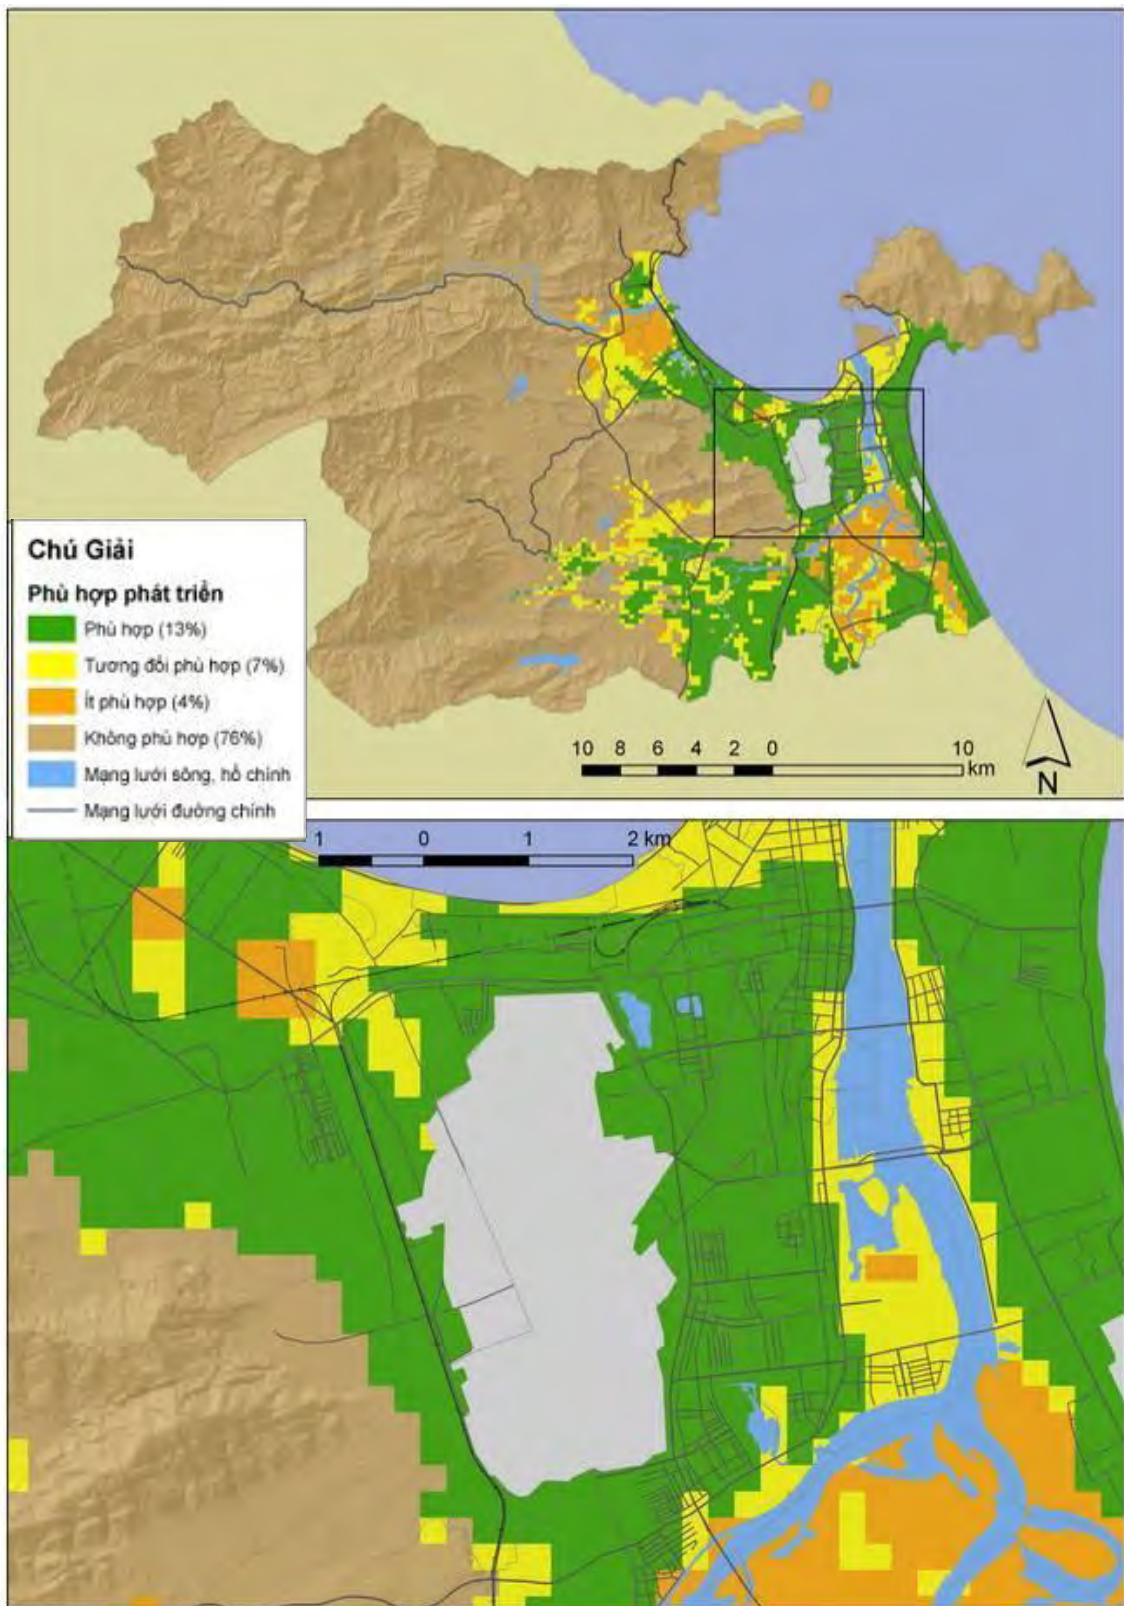 Chú Giải
Phù hợp phát triển
Phù hợp (13%)
Tương đối phù hợp (7%)
Ít phù hợp (4%)
Không phù hợp (76%)
Mạng lưới sông, hồ chính
Mạng lưới đường chính
10 8 6 4 2 0 10
km
N
1 0 1 2 km